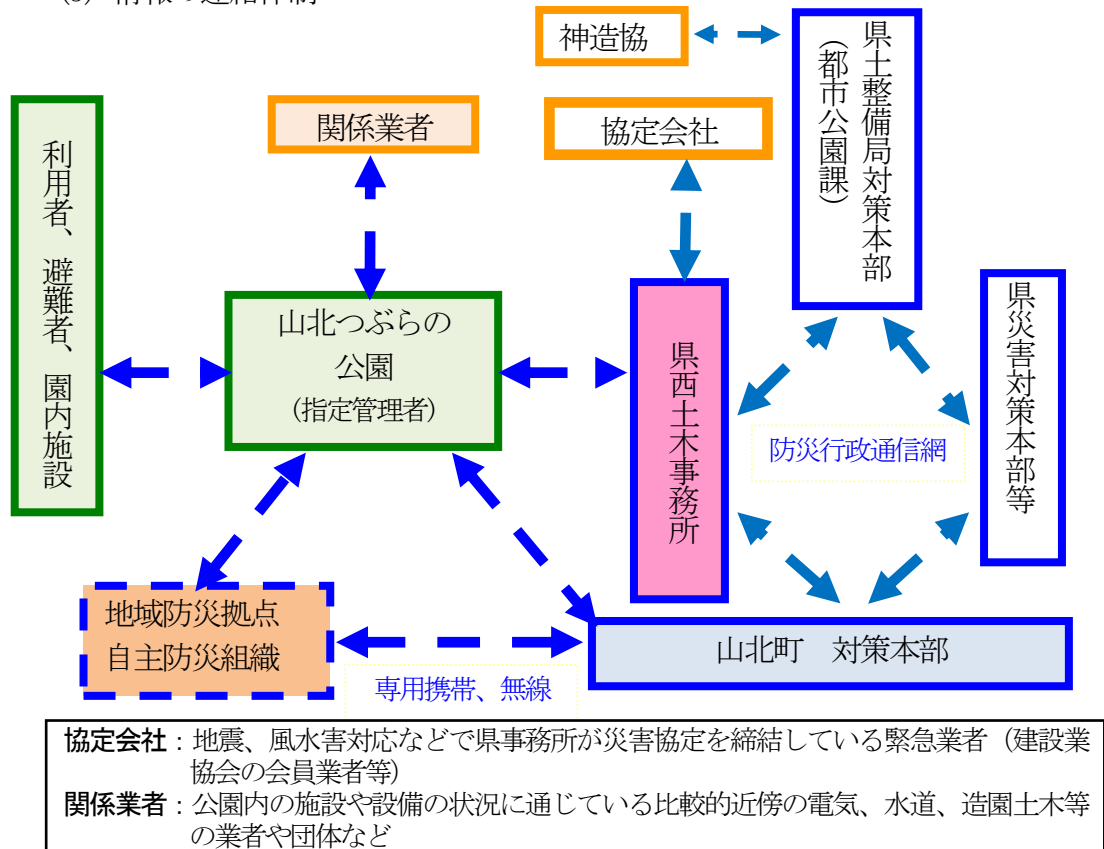 神造協
県土整備局対策本部
（都市公園課）
関係業者
協定会社
利用者、避難者、園内施設
山北つぶらの
公園
（指定管理者）
県西土木事務所
県災害対策本部等
防災行政通信網
地域防災拠点
自主防災組織
山北町　対策本部
専用携帯、無線
協定会社：地震、風水害対応などで県事務所が災害協定を締結している緊急業者（建設業
協会の会員業者等）
関係業者：公園内の施設や設備の状況に通じている比較的近傍の電気、水道、造園土木等
の業者や団体など